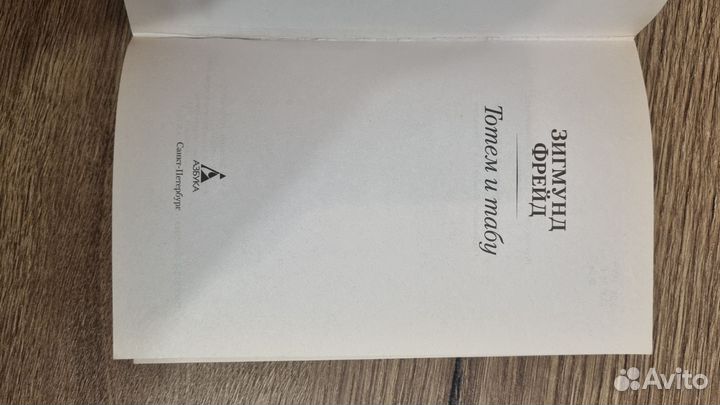 ЗИГМУНД
ФРЕЙД
Тотем и табу
АЗБУКА
Санкт-Петербург
Avito